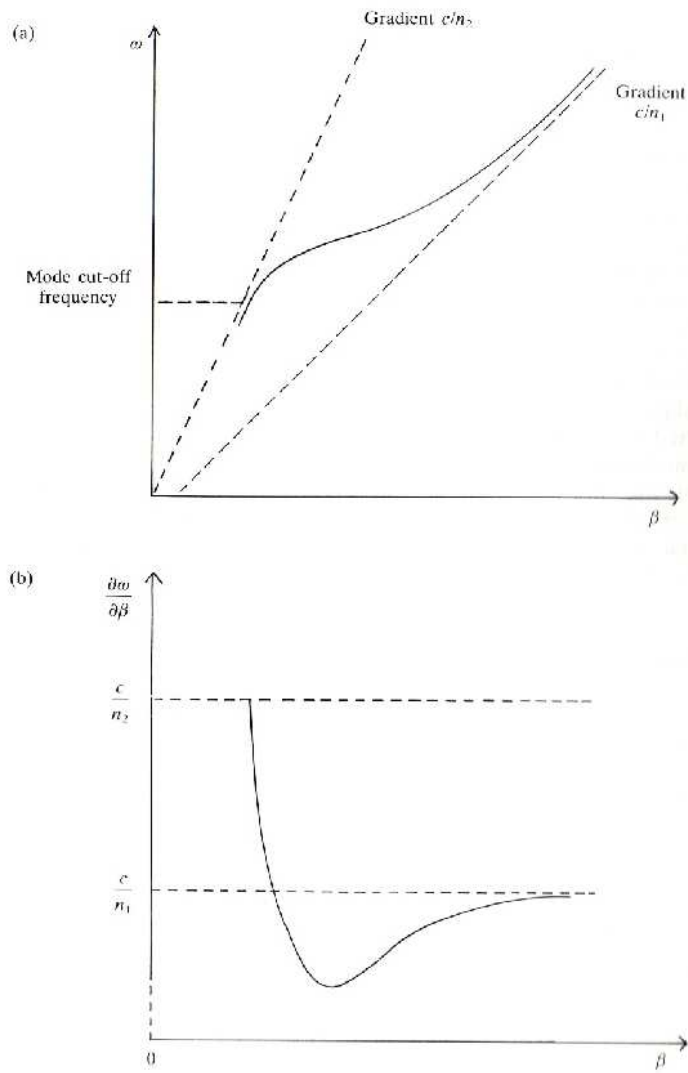 (a)
ω
Gradient c/n₂
Gradient
c/n₁
Mode cut-off
frequency
β
(b)
∂ω
∂β
c
n₂
c
n₁
0
β